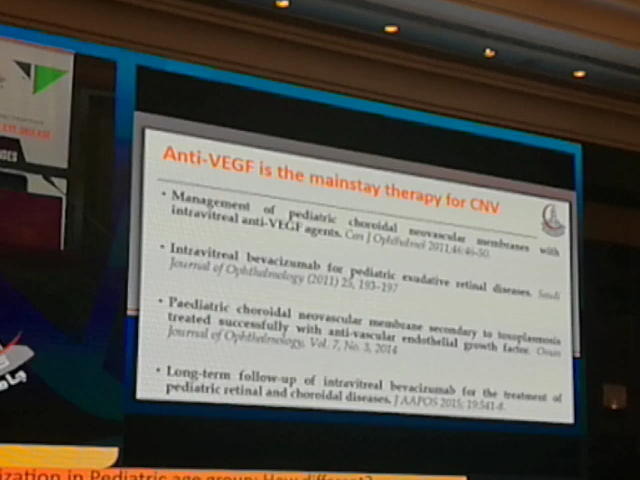 EYE DISEASE
Anti-VEGF is the mainstay therapy for CNV
• Management of pediatric choroidal neovascular membranes with
intravitreal anti-VEGF agents. Can J Ophthalmol 2011;46:46-50.
• Intravitreal bevacizumab for pediatric exudative retinal diseases. Saudi
Journal of Ophthalmology (2011) 25, 193-197
• Paediatric choroidal neovascular membrane secondary to toxoplasmosis
treated successfully with anti-vascular endothelial growth factor. Oman
Journal of Ophthalmology, Vol. 7, No. 3, 2014
• Long-term follow-up of intravitreal bevacizumab for the treatment of
pediatric retinal and choroidal diseases. J AAPOS 2015; 19:541-8.
ization in Pediatric age group: How different?